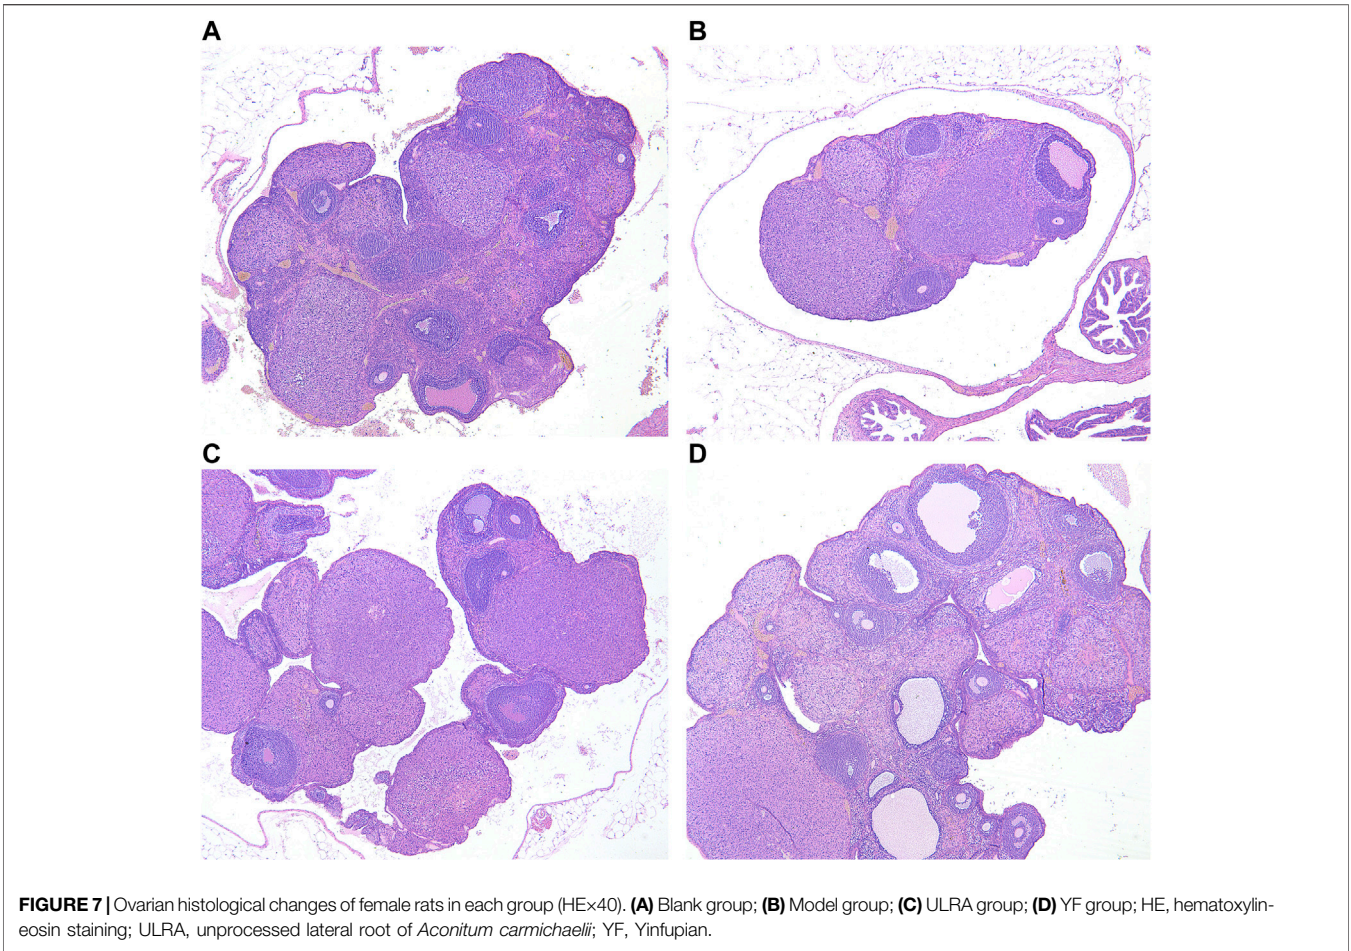 A
B
C
D
FIGURE 7 | Ovarian histological changes of female rats in each group (HE×40). (A) Blank group; (B) Model group; (C) ULRA group; (D) YF group; HE, hematoxylin-
eosin staining; ULRA, unprocessed lateral root of Aconitum carmichaelii; YF, Yinfupian.